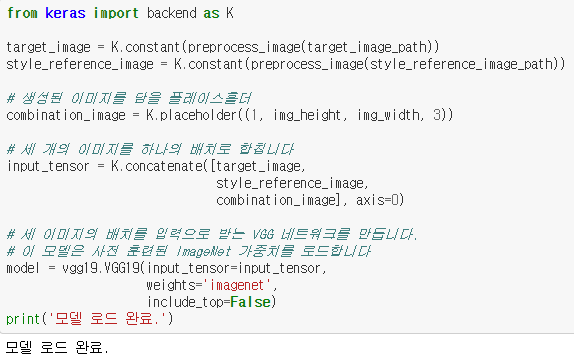 from keras import backend as K
target_image = K.constant(preprocess_image(target_image_path))
style_reference_image = K.constant(preprocess_image(style_reference_image_path))
# 생성된 이미지를 담을 플레이스홀더
combination_image = K.placeholder((1, img_height, img_width, 3))
# 세 개의 이미지를 하나의 배치로 합칩니다
input_tensor = K.concatenate([target_image,
style_reference_image,
combination_image], axis=0)
# 세 이미지의 배치를 입력으로 받는 VGG 네트워크를 만듭니다.
# 이 모델은 사전 훈련된 ImageNet 가중치를 로드합니다
model = vgg19.VGG19(input_tensor=input_tensor,
weights='imagenet',
include_top=False)
print('모델 로드 완료.')
모델 로드 완료.